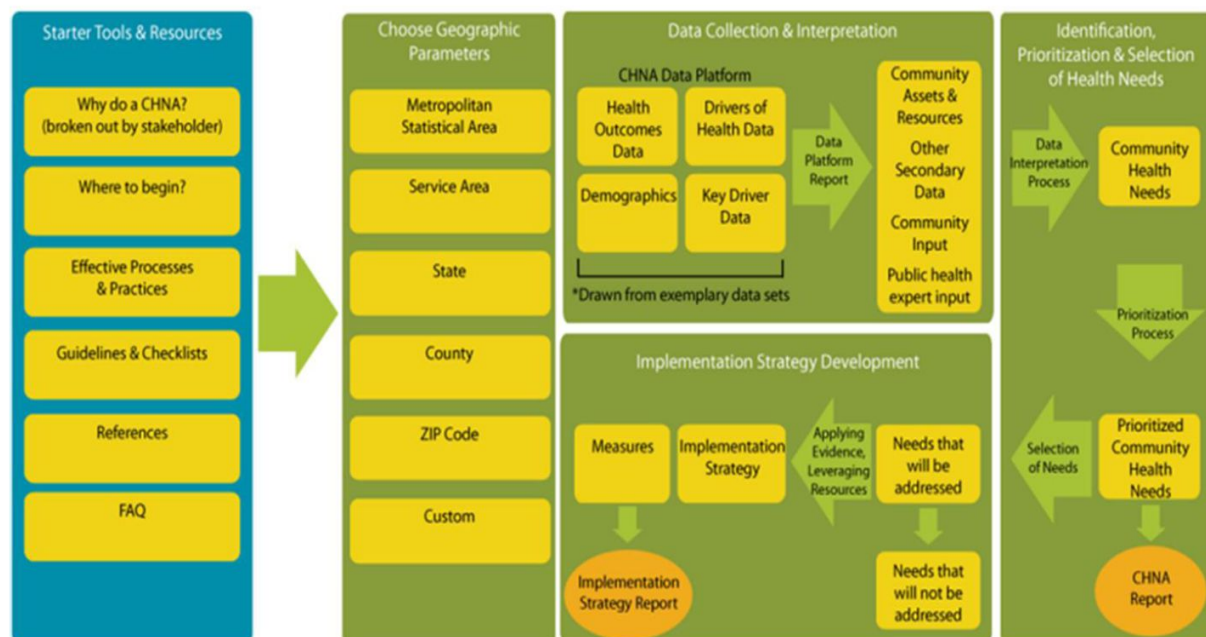 Starter Tools & Resources
Why do a CHNA?
(broken out by stakeholder)
Where to begin?
Effective Processes
& Practices
Guidelines & Checklists
References
FAQ
Choose Geographic
Parameters
Metropolitan
Statistical Area
Service Area
State
County
ZIP Code
Custom
Data Collection & Interpretation
CHNA Data Platform
Health
Outcomes
Data
Drivers of
Health Data
Demographics
Key Driver
Data
*Drawn from exemplary data sets
Data
Platform
Report
Community
Assets &
Resources
Other
Secondary
Data
Community
Input
Public health
expert input
Identification,
Prioritization & Selection
of Health Needs
Data
Interpretation
Process
Community
Health
Needs
Prioritization
Process
Prioritized
Community
Health
Needs
Selection
of Needs
CHNA
Report
Implementation Strategy Development
Needs that
will be
addressed
Needs that
will not be
addressed
Applying
Evidence,
Leveraging
Resources
Implementation
Strategy
Measures
Implementation
Strategy Report